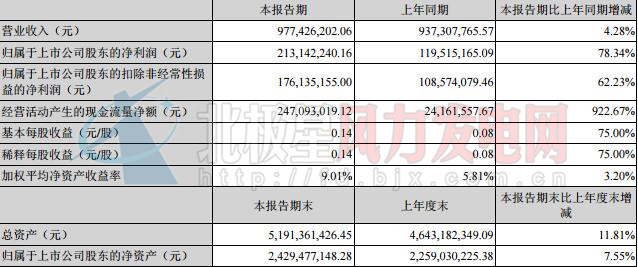 本报告期 上年同期 本报告期比上年同期增减
营业收入（元） 977,426,202.06 937,307,765.57 4.28%
归属于上市公司股东的净利润（元） 213,142,240.16 119,515,165.09 78.34%
归属于上市公司股东的扣除非经常性损
益的净利润（元） 176,135,155.00 108,574,079.46 62.23%
经营活动产生的现金流量净额（元） 247,093,019.12 24,161,557.67 922.67%
基本每股收益（元/股） 0.14 0.08 75.00%
稀释每股收益（元/股） 0.14 0.08 75.00%
加权平均净资产收益率 9.01% 5.81% 3.20%
本报告期末 上年度末 本报告期末比上年度末增
减
总资产（元） 5,191,361,426.45 4,643,182,349.09 11.81%
归属于上市公司股东的净资产（元） 2,429,477,148.28 2,259,030,225.38 7.55%
北极星风力发电网